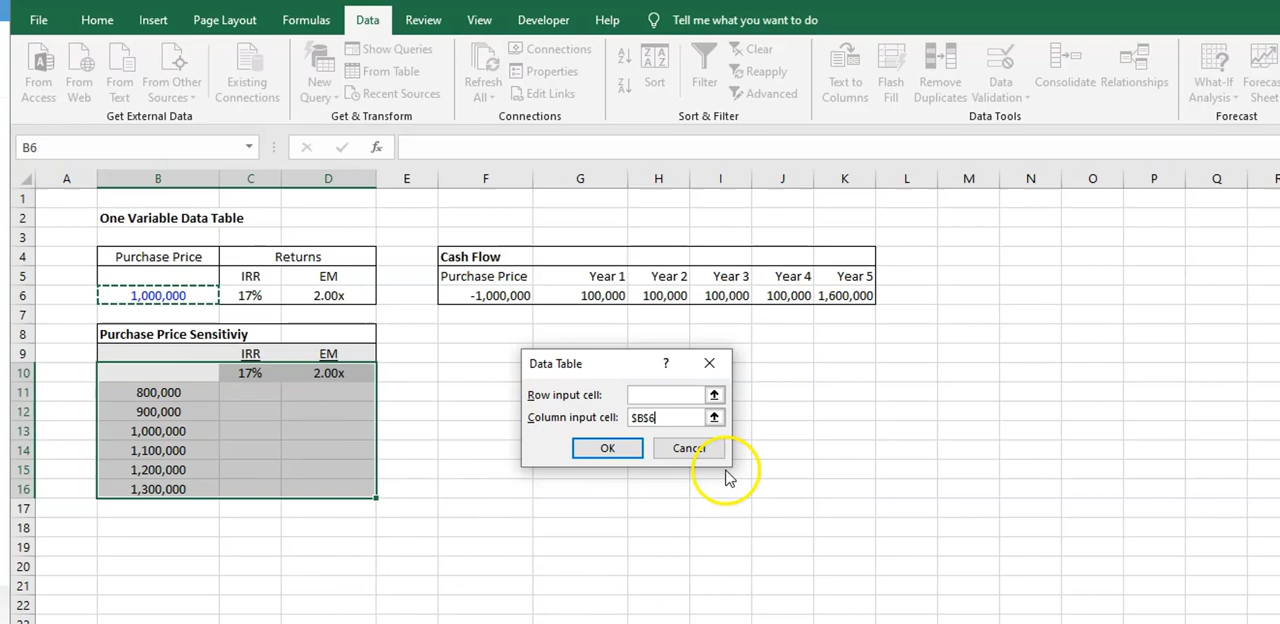 File Home Insert Page Layout Formulas Data Review View Developer Help Tell me what you want to do
From Access
From Web
From Text
From Other Sources
Existing Connections
Get External Data
New Query
Show Queries
From Table
Recent Sources
Get & Transform
Refresh All
Connections
Properties
Edit Links
Connections
Sort
Filter
Clear
Reapply
Advanced
Sort & Filter
Text to Columns
Flash Fill
Remove Duplicates
Data Validation
Consolidate
Relationships
Data Tools
What-If Analysis
Forecas
Sheet
Forecast
B6 fx
A B C D E F G H I J K L M N O P Q R
1
2 One Variable Data Table
3
4 Purchase Price Returns Cash Flow
5 IRR EM Purchase Price Year 1 Year 2 Year 3 Year 4 Year 5
6 1,000,000 17% 2.00x -1,000,000 100,000 100,000 100,000 100,000 1,600,000
7
8 Purchase Price Sensitiviy
9 IRR EM
10 17% 2.00x
11 800,000
12 900,000
13 1,000,000
14 1,100,000
15 1,200,000
16 1,300,000
17
18
19
20
21
22
23
Data Table ?
Row input cell:
Column input cell: $B$6
OK Cancel